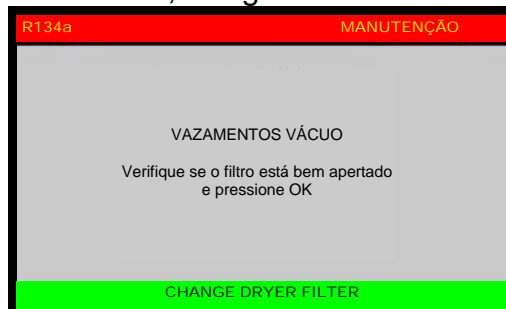 R134a MANUTENÇÃO
VAZAMENTOS VÁCUO
Verifique se o filtro está bem apertado
e pressione OK
CHANGE DRYER FILTER